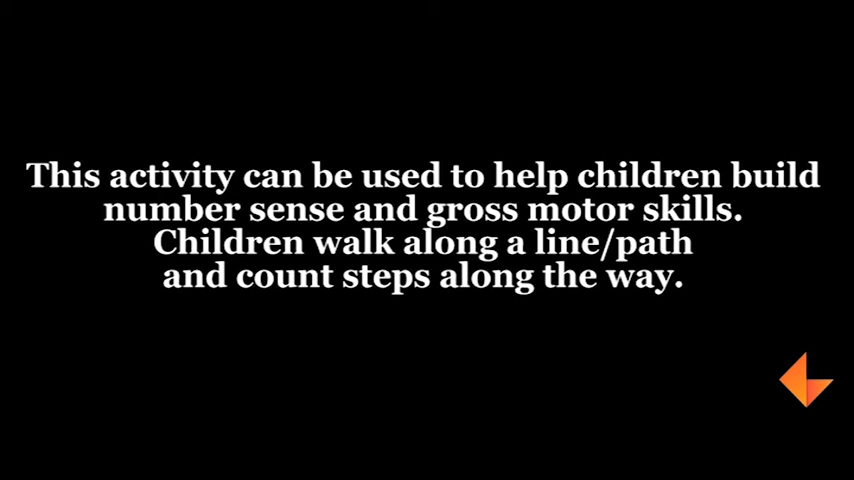 This activity can be used to help children build
number sense and gross motor skills.
Children walk along a line/path
and count steps along the way.